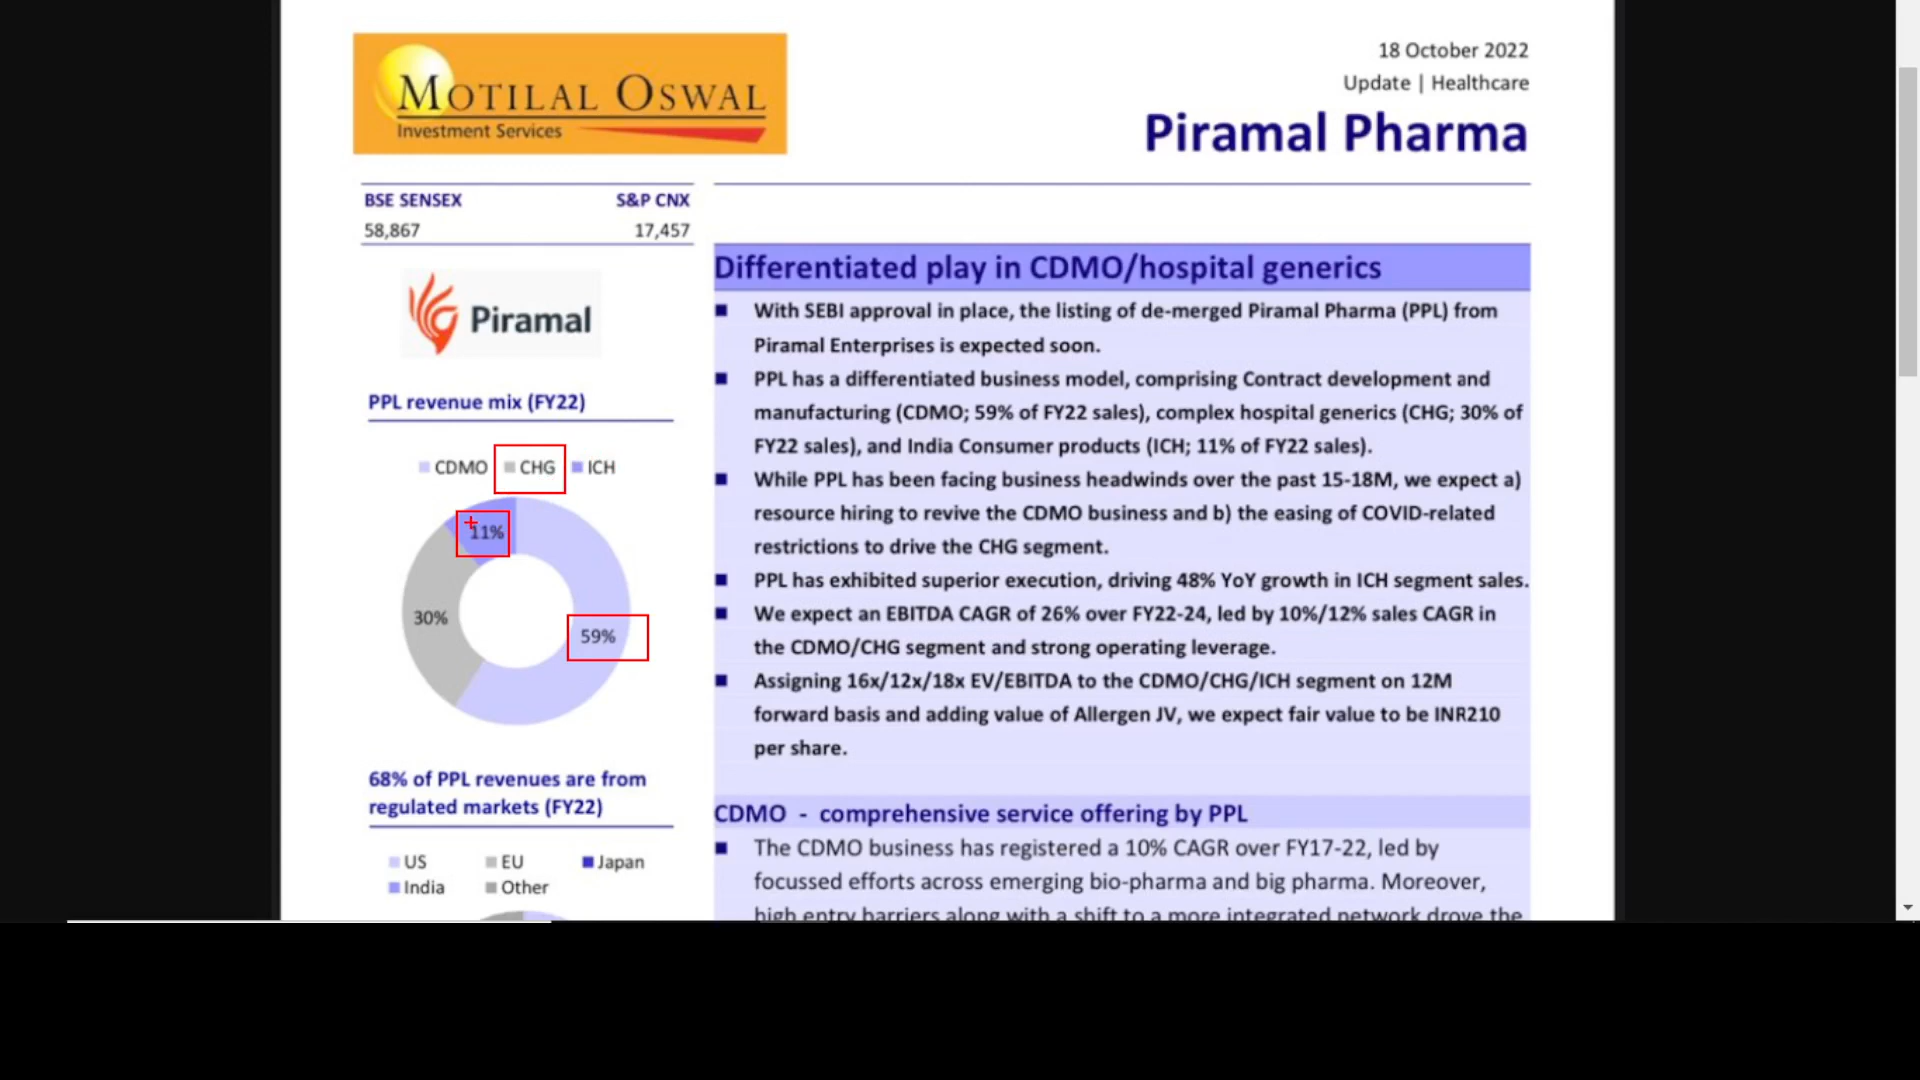 MOTILAL OSWAL
Investment Services
18 October 2022
Update | Healthcare
Piramal Pharma
BSE SENSEX S&P CNX
58,867 17,457
Piramal
PPL revenue mix (FY22)
CDMO CHG ICH
11%
30%
59%
68% of PPL revenues are from
regulated markets (FY22)
US EU Japan
India Other
Differentiated play in CDMO/hospital generics
With SEBI approval in place, the listing of de-merged Piramal Pharma (PPL) from
Piramal Enterprises is expected soon.
PPL has a differentiated business model, comprising Contract development and
manufacturing (CDMO; 59% of FY22 sales), complex hospital generics (CHG; 30% of
FY22 sales), and India Consumer products (ICH; 11% of FY22 sales).
While PPL has been facing business headwinds over the past 15-18M, we expect a)
resource hiring to revive the CDMO business and b) the easing of COVID-related
restrictions to drive the CHG segment.
PPL has exhibited superior execution, driving 48% YoY growth in ICH segment sales.
We expect an EBITDA CAGR of 26% over FY22-24, led by 10%/12% sales CAGR in
the CDMO/CHG segment and strong operating leverage.
Assigning 16x/12x/18x EV/EBITDA to the CDMO/CHG/ICH segment on 12M
forward basis and adding value of Allergen JV, we expect fair value to be INR210
per share.
CDMO - comprehensive service offering by PPL
The CDMO business has registered a 10% CAGR over FY17-22, led by
focussed efforts across emerging bio-pharma and big pharma. Moreover,
high entry barriers along with a shift to a more integrated network drove the